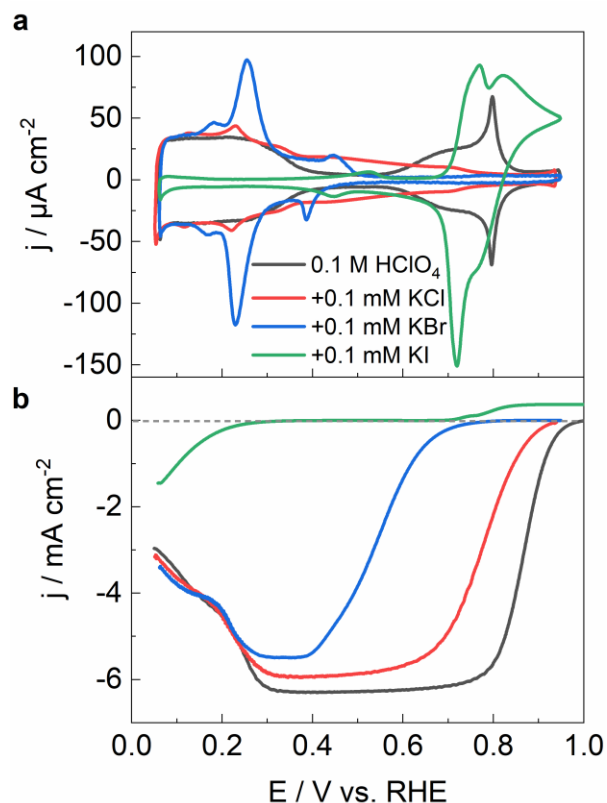 a
100
50
0
-50
-100
-150
j / µA cm⁻²
0.1 M HClO₄
+0.1 mM KCl
+0.1 mM KBr
+0.1 mM KI
b
0
-2
-4
-6
j / mA cm⁻²
0.0 0.2 0.4 0.6 0.8 1.0
E / V vs. RHE